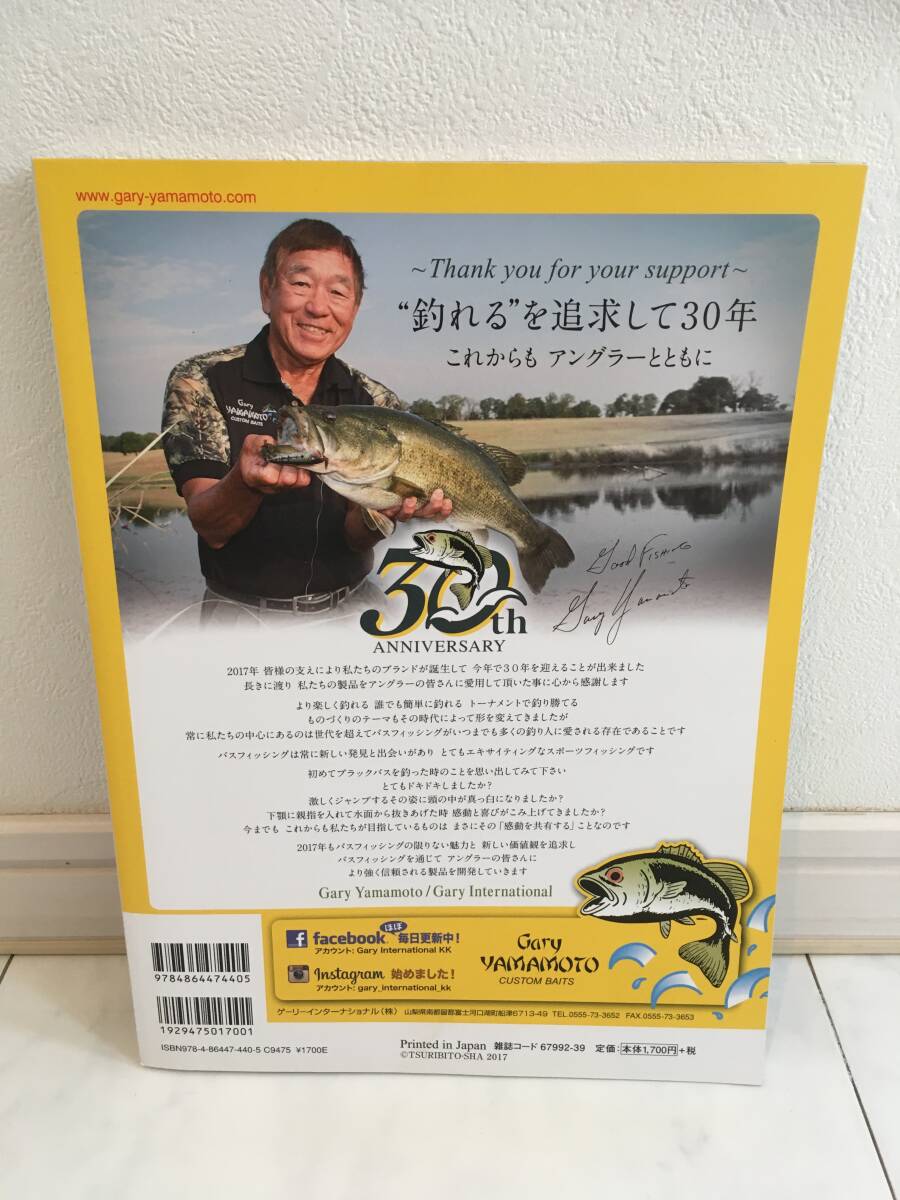 www.gary-yamamoto.com
~Thank you for your support~
“釣れる”を追求して30年
これからも アングラーとともに
Gary
YAMAMOTO
CUSTOM BAITS
Good Fishing
Gary Yamamoto
30th
ANNIVERSARY
2017年 皆様の支えにより私たちのブランドが誕生して 今年で30年を迎えることが出来ました
長きに渡り 私たちの製品をアングラーの皆さんに愛用して頂いた事に心から感謝します
より楽しく釣れる 誰でも簡単に釣れる トーナメントで釣り勝てる
ものづくりのテーマもその時代によって形を変えてきましたが
常に私たちの中心にあるのは世代を超えてバスフィッシングがいつまでも多くの釣り人に愛される存在であることです
バスフィッシングは常に新しい発見と出会いがあり とてもエキサイティングなスポーツフィッシングです
初めてブラックバスを釣った時のことを思い出してみて下さい
とてもドキドキしましたか？
激しくジャンプするその姿に頭の中が真っ白になりましたか？
下顎に親指を入れて水面から抜きあげた時 感動と喜びがこみ上げてきましたか？
今までも これからも私たちが目指しているものは まさにその「感動を共有する」ことなのです
2017年もバスフィッシングの限りない魅力と 新しい価値観を追求し
バスフィッシングを通じて アングラーの皆さんに
より強く信頼される製品を開発していきます
Gary Yamamoto / Gary International
facebook ほぼ毎日更新中！
アカウント: Gary International KK
Instagram 始めました！
アカウント: gary_international_kk
Gary
YAMAMOTO
CUSTOM BAITS
ゲーリーインターナショナル（株） 山梨県南都留郡富士河口湖町船津6713-49 TEL.0555-73-3652 FAX.0555-73-3653
9784864474405
1929475017001
ISBN978-4-86447-440-5 C9475 ¥1700E
Printed in Japan 雑誌コード 67992-39 定価：本体1,700円+税
©TSURIBITO-SHA 2017